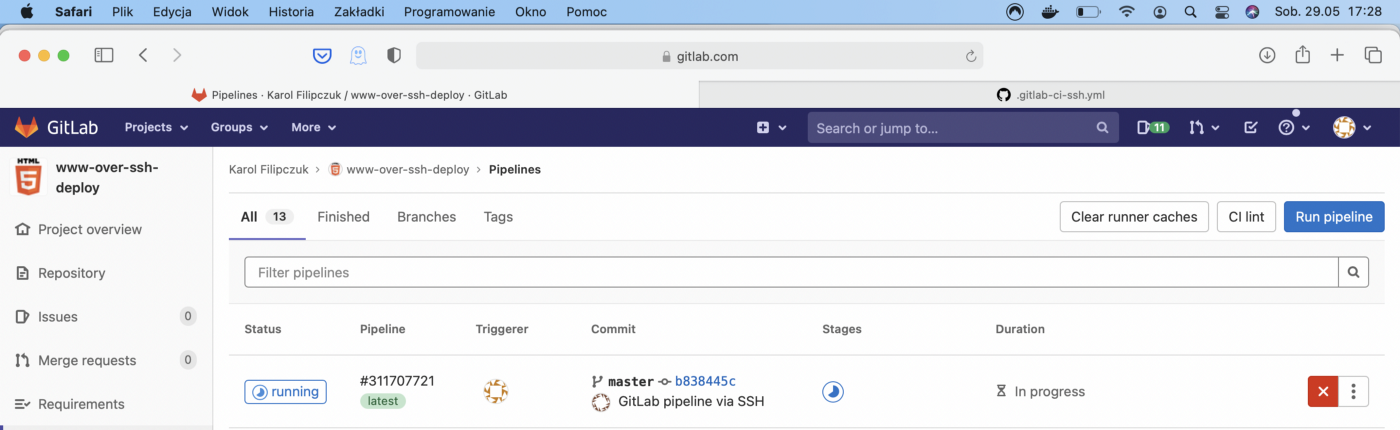 Safari Plik Edycja Widok Historia Zakładki Programowanie Okno Pomoc Sob. 29.05 17:28
gitlab.com
Pipelines · Karol Filipczuk / www-over-ssh-deploy · GitLab .gitlab-ci-ssh.yml
GitLab Projects Groups More Search or jump to... 11
HTML
5
www-over-ssh-
deploy
Project overview
Repository
Issues 0
Merge requests 0
Requirements
Karol Filipczuk › www-over-ssh-deploy › Pipelines
All 13 Finished Branches Tags Clear runner caches CI lint Run pipeline
Filter pipelines
Status Pipeline Triggerer Commit Stages Duration
running #311707721 master b838445c In progress
latest GitLab pipeline via SSH